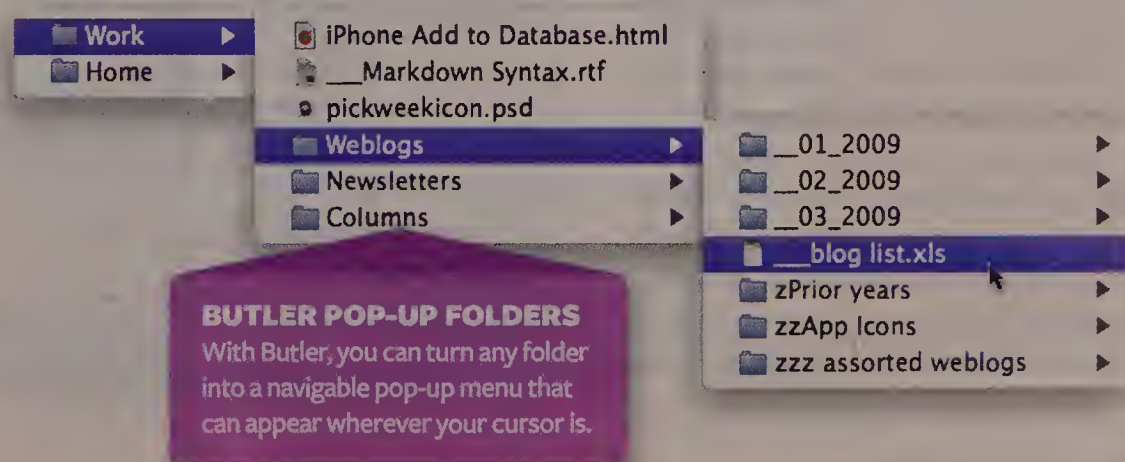 Work
Home
iPhone Add to Database.html
___Markdown Syntax.rtf
pickweekicon.psd
Weblogs
Newsletters
Columns
__01_2009
__02_2009
__03_2009
___blog list.xls
zPrior years
zzApp Icons
zzz assorted weblogs
BUTLER POP-UP FOLDERS
With Butler, you can turn any folder
into a navigable pop-up menu that
can appear wherever your cursor is.